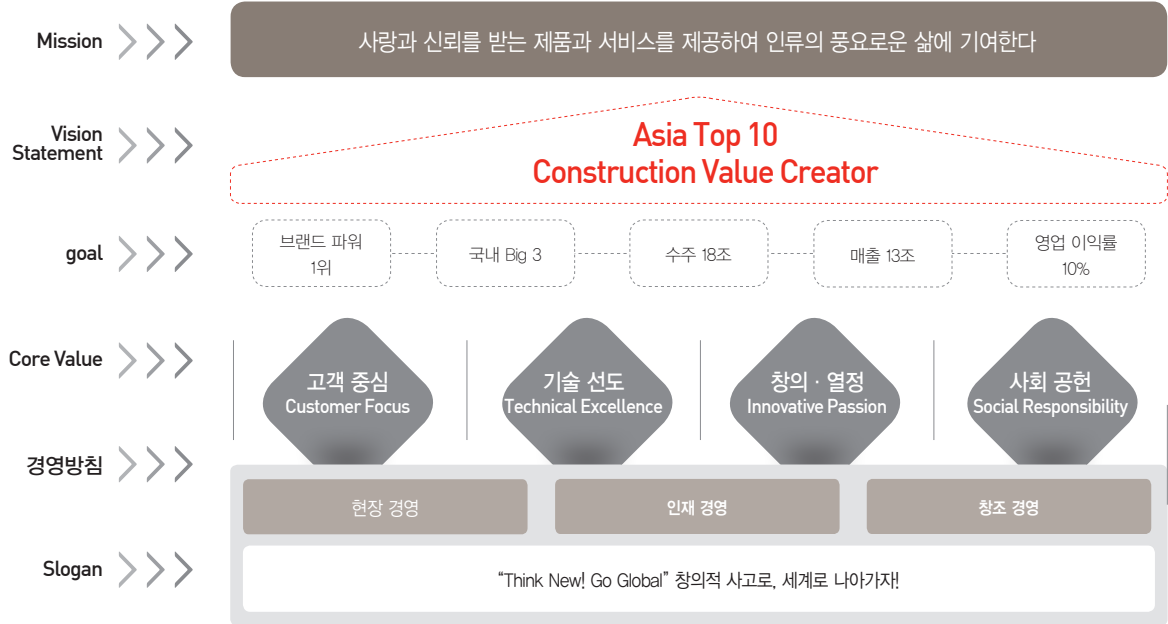 Mission
사랑과 신뢰를 받는 제품과 서비스를 제공하여 인류의 풍요로운 삶에 기여한다
Vision
Statement
Asia Top 10
Construction Value Creator
goal
브랜드 파워
1위
국내 Big 3
수주 18조
매출 13조
영업 이익률
10%
Core Value
고객 중심
Customer Focus
기술 선도
Technical Excellence
창의 · 열정
Innovative Passion
사회 공헌
Social Responsibility
경영방침
현장 경영
인재 경영
창조 경영
Slogan
“Think New! Go Global” 창의적 사고로, 세계로 나아가자!